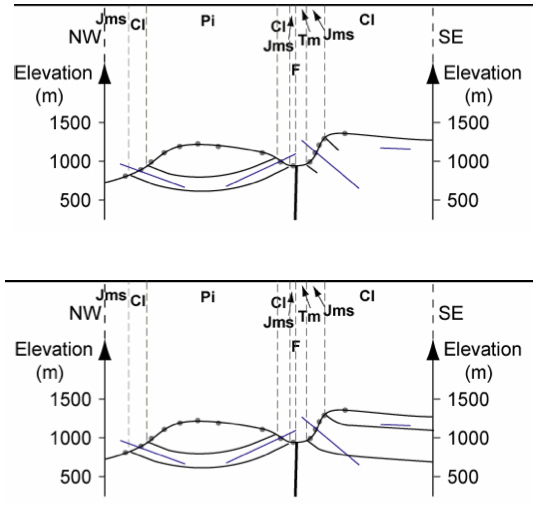 Jms Cl Pi Cl Cl
NW Jms Tm Jms SE
F
Elevation Elevation
(m) (m)
1500 1500
1000 1000
500 500
Jms Cl Pi Cl Cl
NW Jms Tm Jms SE
F
Elevation Elevation
(m) (m)
1500 1500
1000 1000
500 500